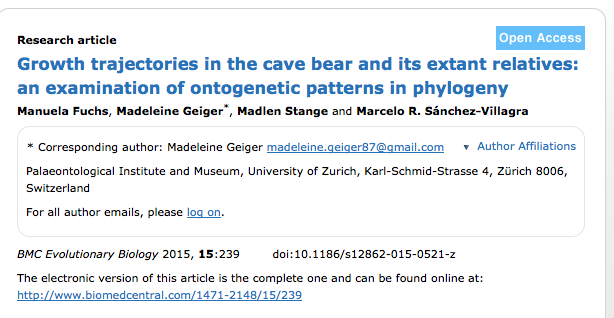 Research article
Open Access
Growth trajectories in the cave bear and its extant relatives:
an examination of ontogenetic patterns in phylogeny
Manuela Fuchs, Madeleine Geiger*, Madlen Stange and Marcelo R. Sánchez-Villagra
* Corresponding author: Madeleine Geiger madeleine.geiger87@gmail.com ▼ Author Affiliations
Palaeontological Institute and Museum, University of Zurich, Karl-Schmid-Strasse 4, Zürich 8006,
Switzerland
For all author emails, please log on.
BMC Evolutionary Biology 2015, 15:239 doi:10.1186/s12862-015-0521-z
The electronic version of this article is the complete one and can be found online at:
http://www.biomedcentral.com/1471-2148/15/239